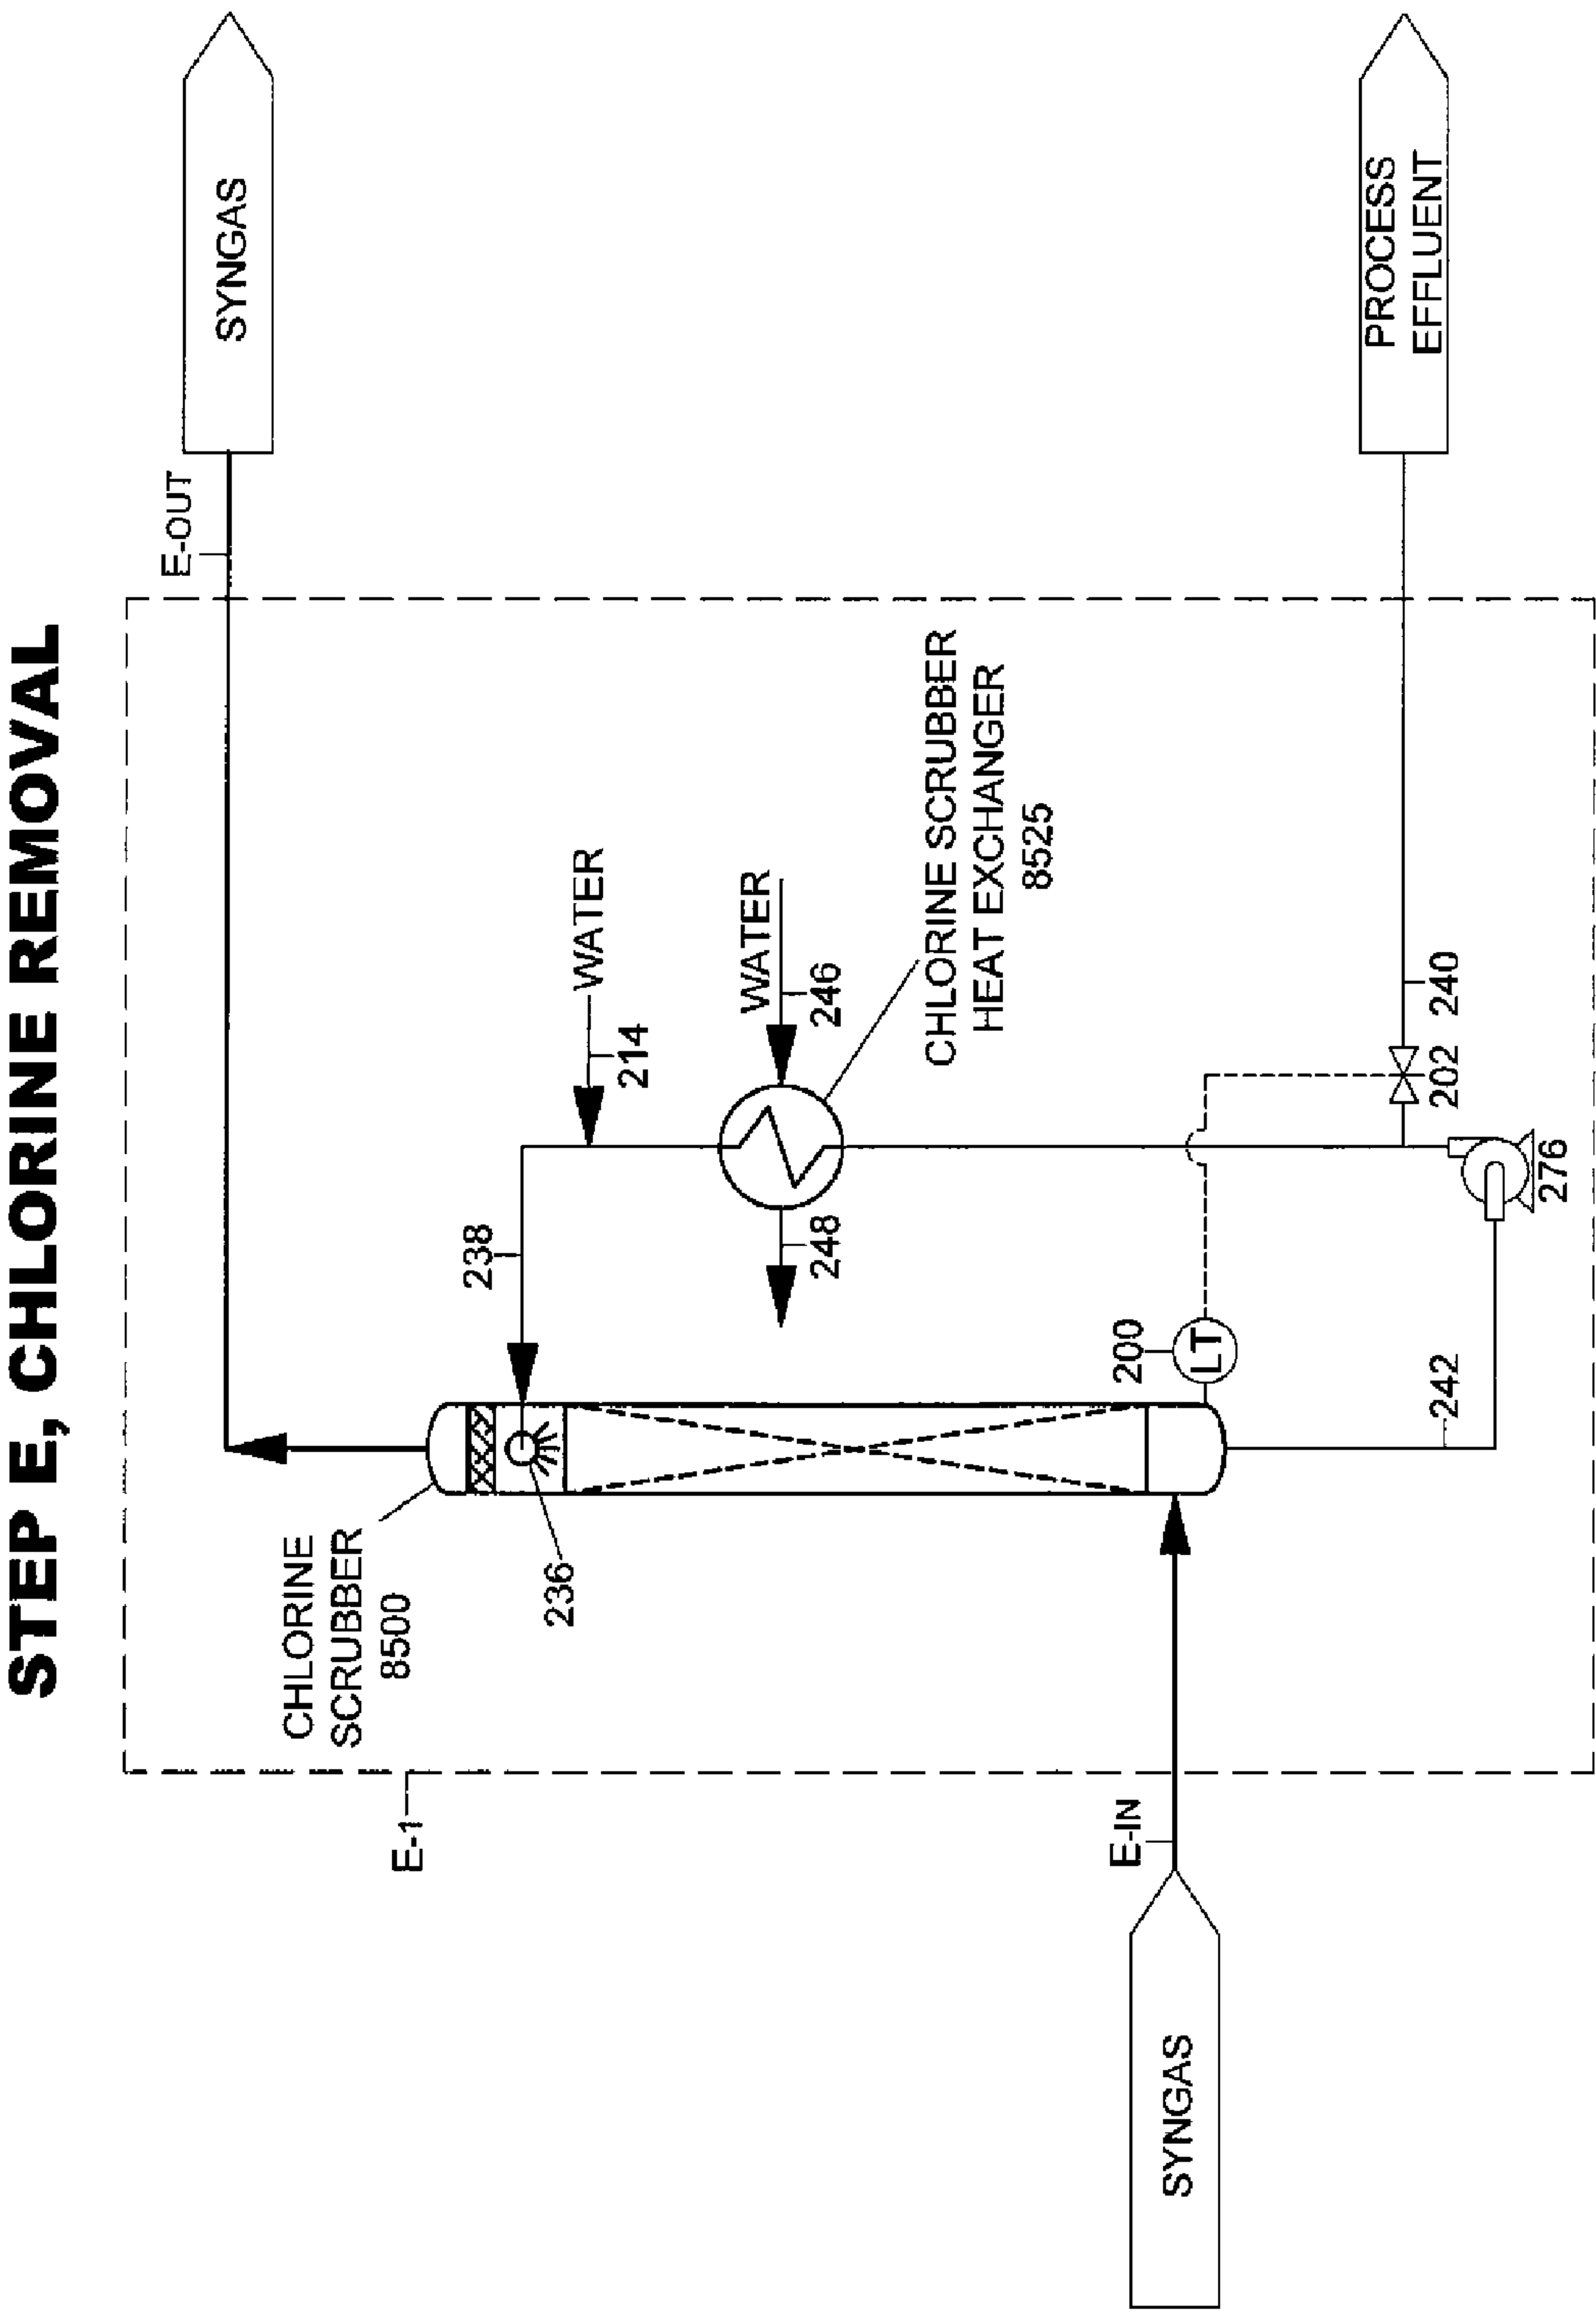 STEP E, CHLORINE REMOVAL
E-OUT
SYNGAS
CHLORINE
SCRUBBER
8500
E-1
236
238
WATER
214
WATER
246
248
CHLORINE SCRUBBER
HEAT EXCHANGER
8525
200
LT
E-IN
SYNGAS
242
276
202
240
PROCESS
EFFLUENT